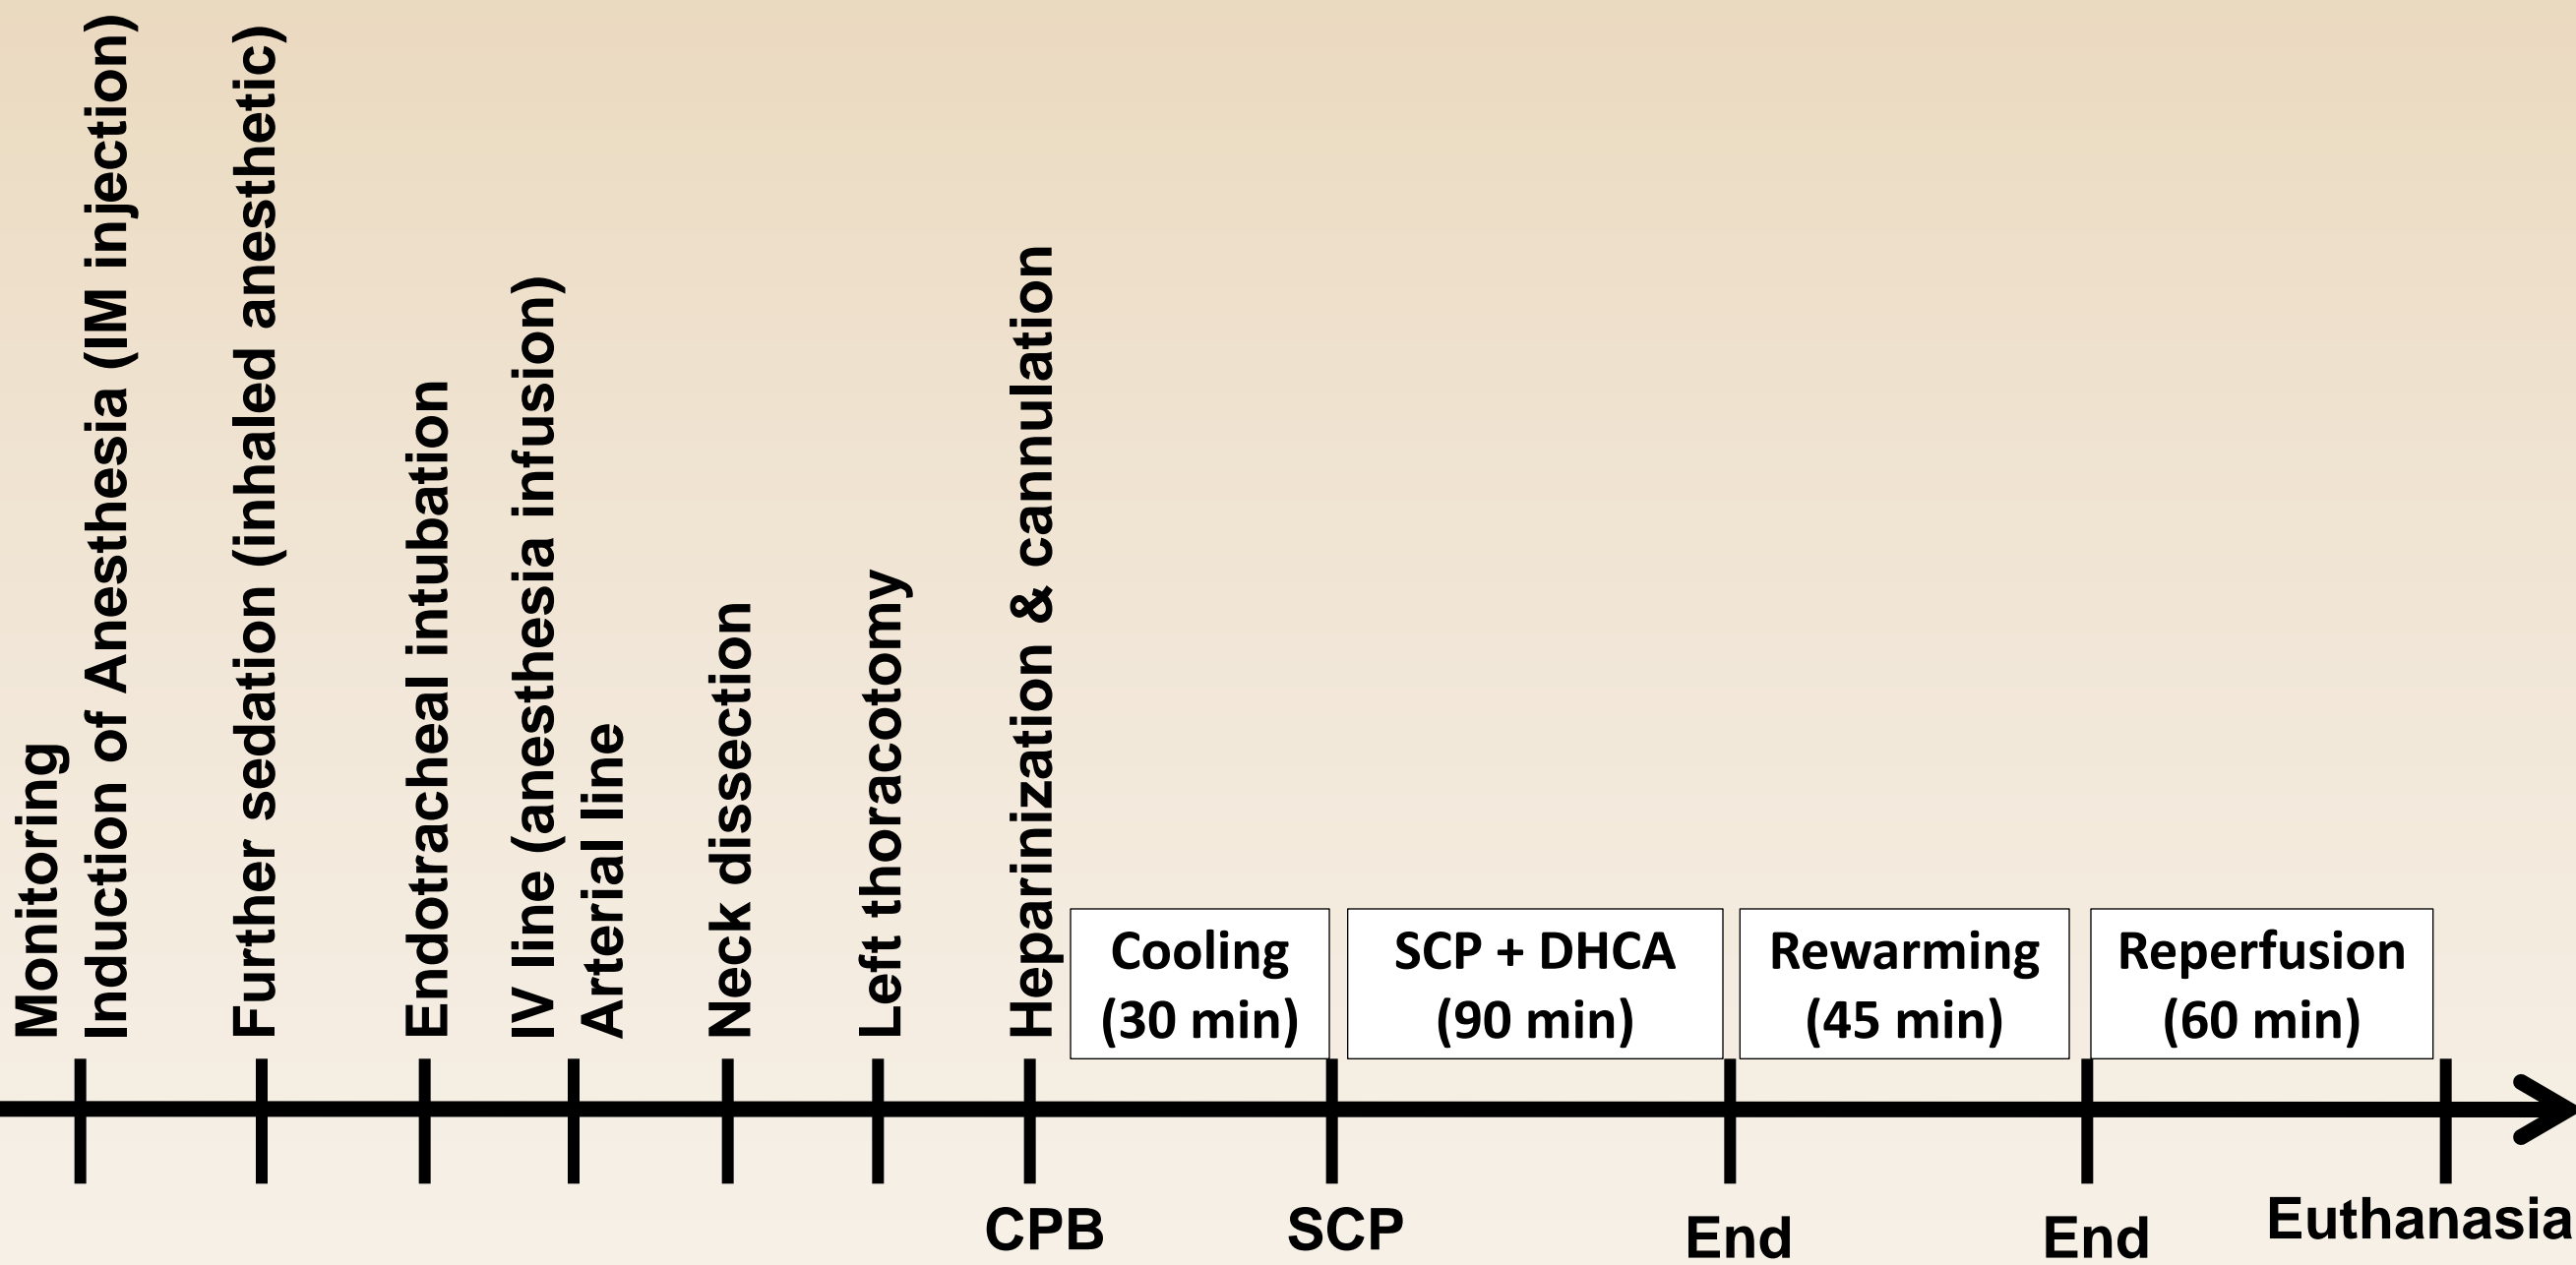 Monitoring
Induction of Anesthesia (IM injection)
Further sedation (inhaled anesthetic)
Endotracheal intubation
IV line (anesthesia infusion)
Arterial line
Neck dissection
Left thoracotomy
Heparinization & cannulation
Cooling
(30 min)
SCP + DHCA
(90 min)
Rewarming
(45 min)
Reperfusion
(60 min)
CPB
SCP
End
End
Euthanasia